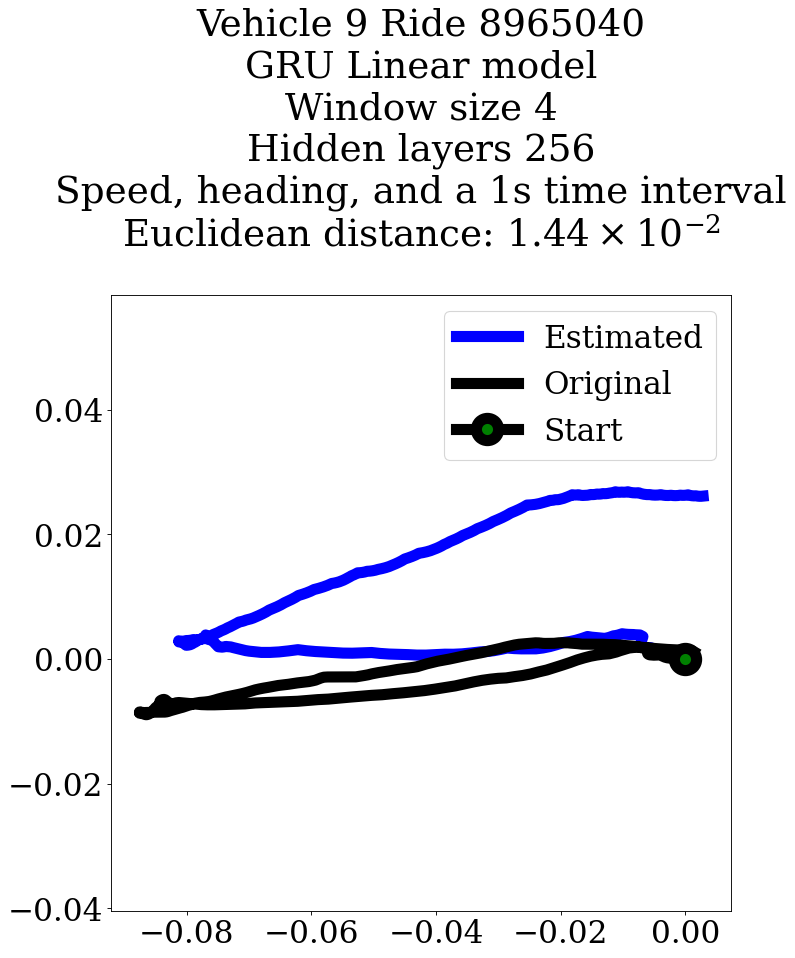 Vehicle 9 Ride 8965040
GRU Linear model
Window size 4
Hidden layers 256
Speed, heading, and a 1s time interval
Euclidean distance: 1.44 × 10⁻²
Estimated
Original
Start
0.04
0.02
0.00
−0.02
−0.04
−0.08
−0.06
−0.04
−0.02
0.00